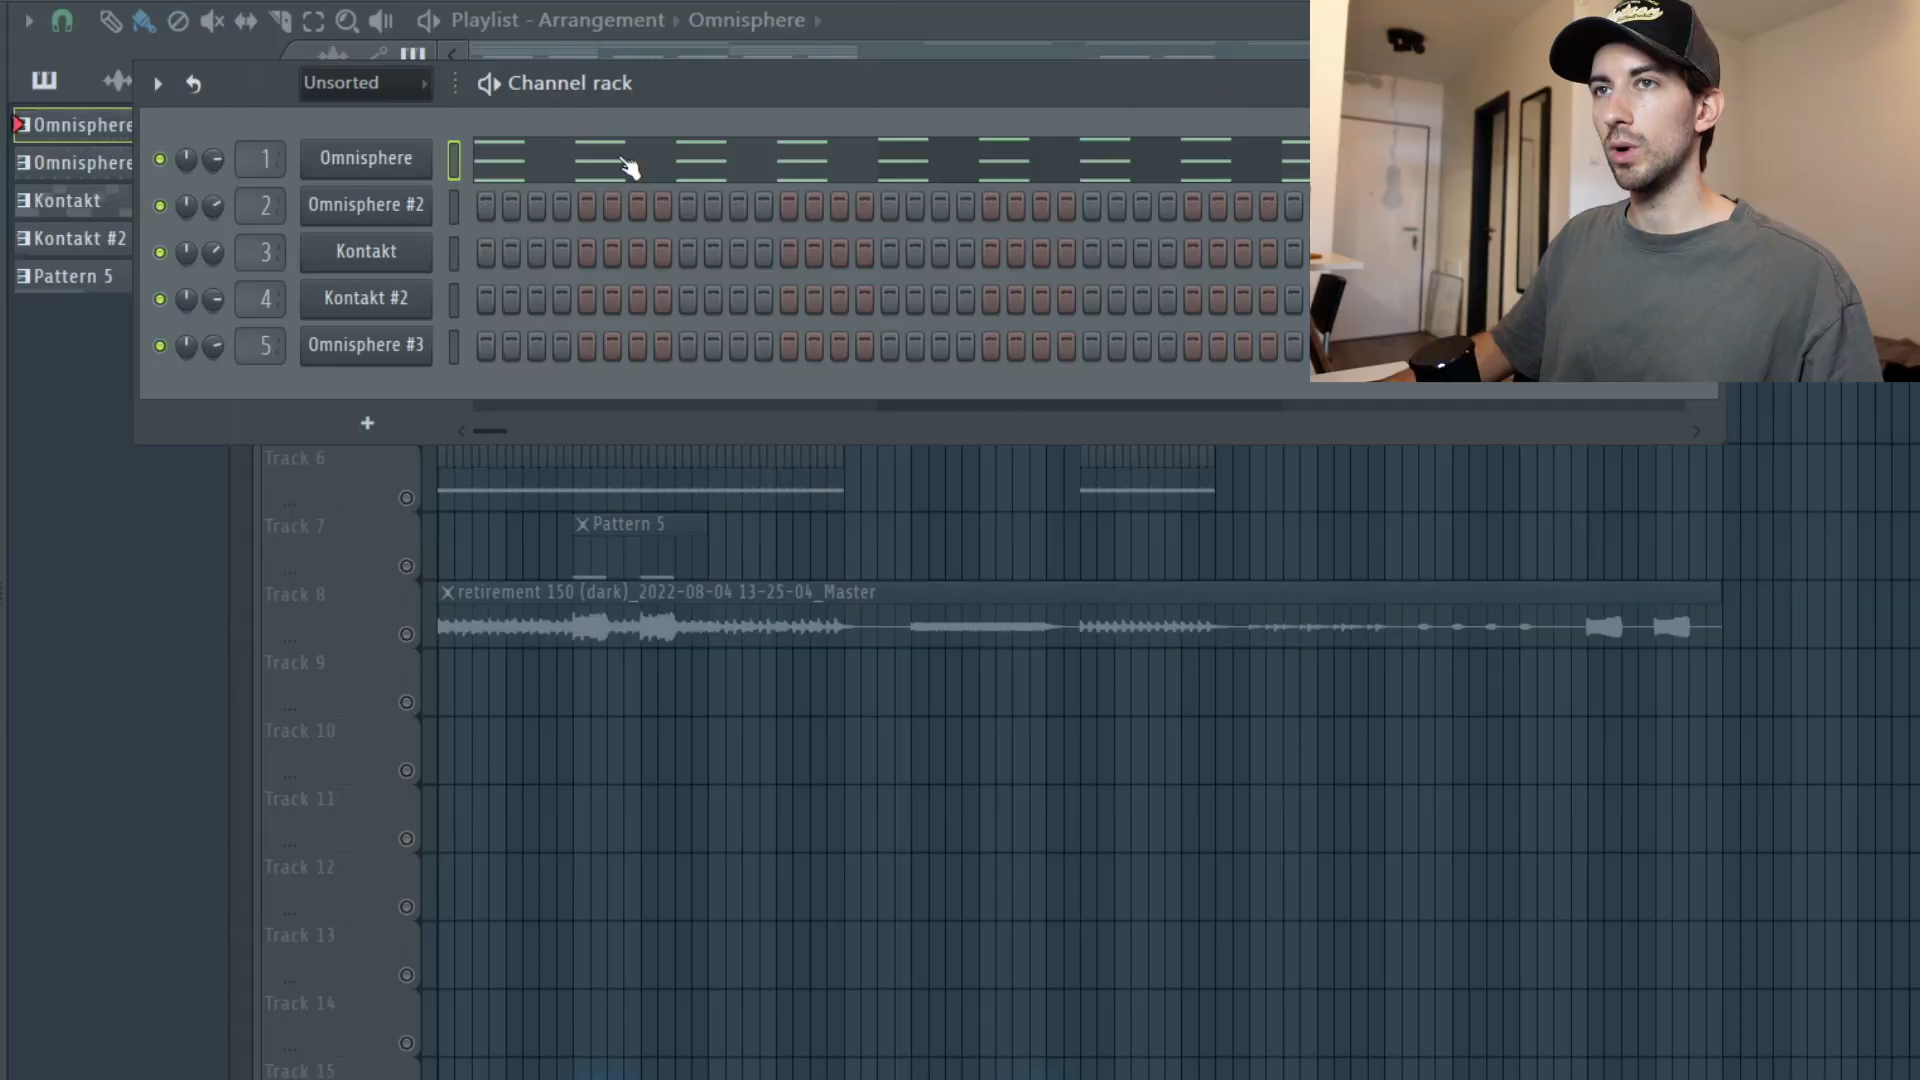 Playlist - Arrangement › Omnisphere ›
Unsorted
Channel rack
Omnisphere
Omnisphere
Kontakt
Kontakt #2
Pattern 5
1
Omnisphere
2
Omnisphere #2
3
Kontakt
4
Kontakt #2
5
Omnisphere #3
+
Track 6
...
Track 7
Pattern 5
...
Track 8
retirement 150 (dark)_2022-08-04 13-25-04_Master
...
Track 9
...
Track 10
...
Track 11
...
Track 12
...
Track 13
...
Track 14
...
Track 15